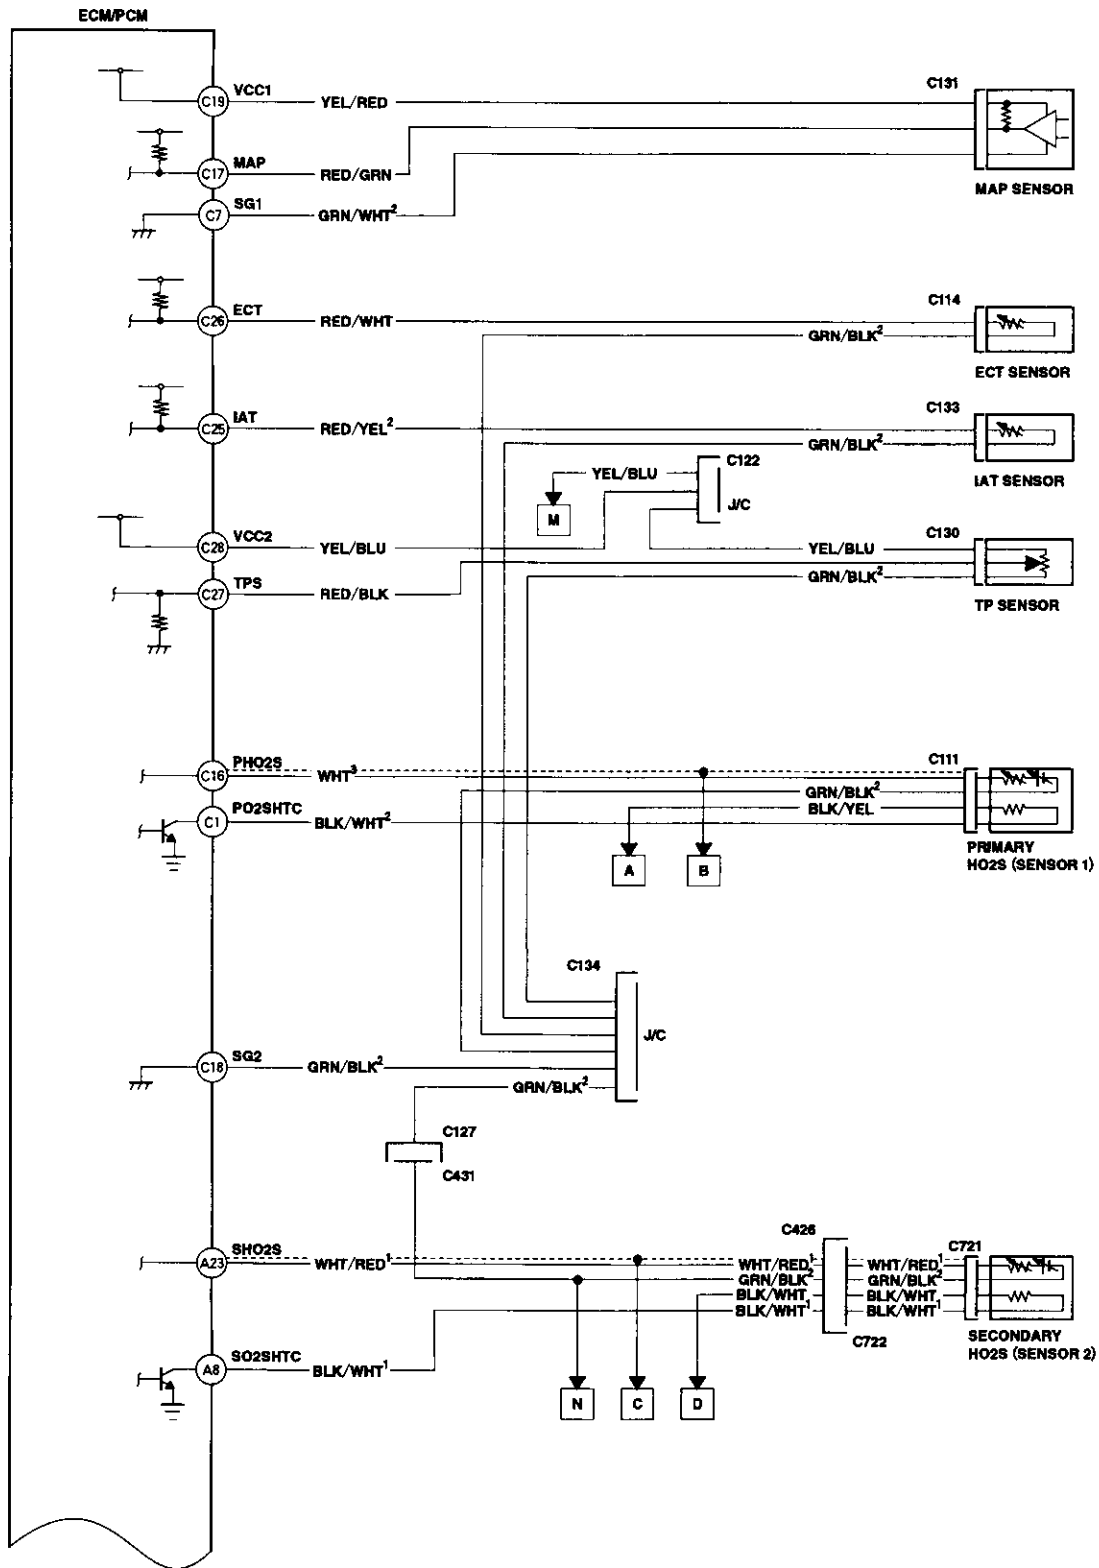 ECM/PCM
VCC1
C19
YEL/RED
C131
MAP
C17
RED/GRN
SG1
C7
GRN/WHT²
MAP SENSOR
ECT
C26
RED/WHT
C114
GRN/BLK²
ECT SENSOR
IAT
C25
RED/YEL²
C133
GRN/BLK²
IAT SENSOR
C122
YEL/BLU
J/C
M
VCC2
C28
YEL/BLU
YEL/BLU
C130
TPS
C27
RED/BLK
GRN/BLK²
TP SENSOR
PHO2S
C16
WHT³
C111
GRN/BLK²
BLK/YEL
PO2SHTC
C1
BLK/WHT²
PRIMARY
HO2S (SENSOR 1)
A
B
C134
J/C
SG2
C18
GRN/BLK²
GRN/BLK²
C127
C431
SHO2S
A23
WHT/RED¹
C426
C721
WHT/RED¹
WHT/RED¹
GRN/BLK²
GRN/BLK²
BLK/WHT
BLK/WHT
BLK/WHT¹
BLK/WHT¹
C722
SECONDARY
HO2S (SENSOR 2)
SO2SHTC
A8
BLK/WHT¹
N
C
D